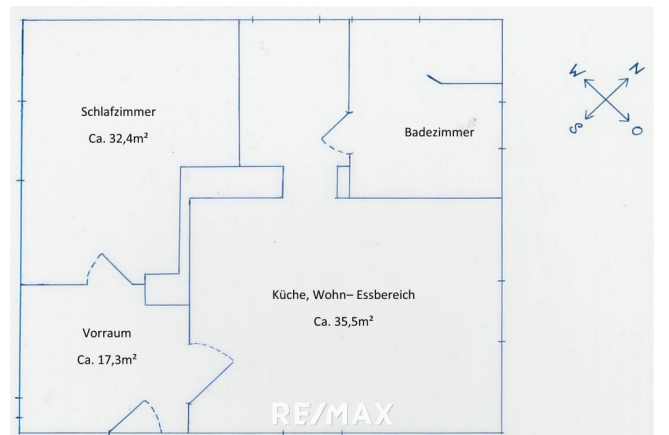 W N
S O
Schlafzimmer
Ca. 32,4m²
Badezimmer
Küche, Wohn– Essbereich
Ca. 35,5m²
Vorraum
Ca. 17,3m²
RE/MAX